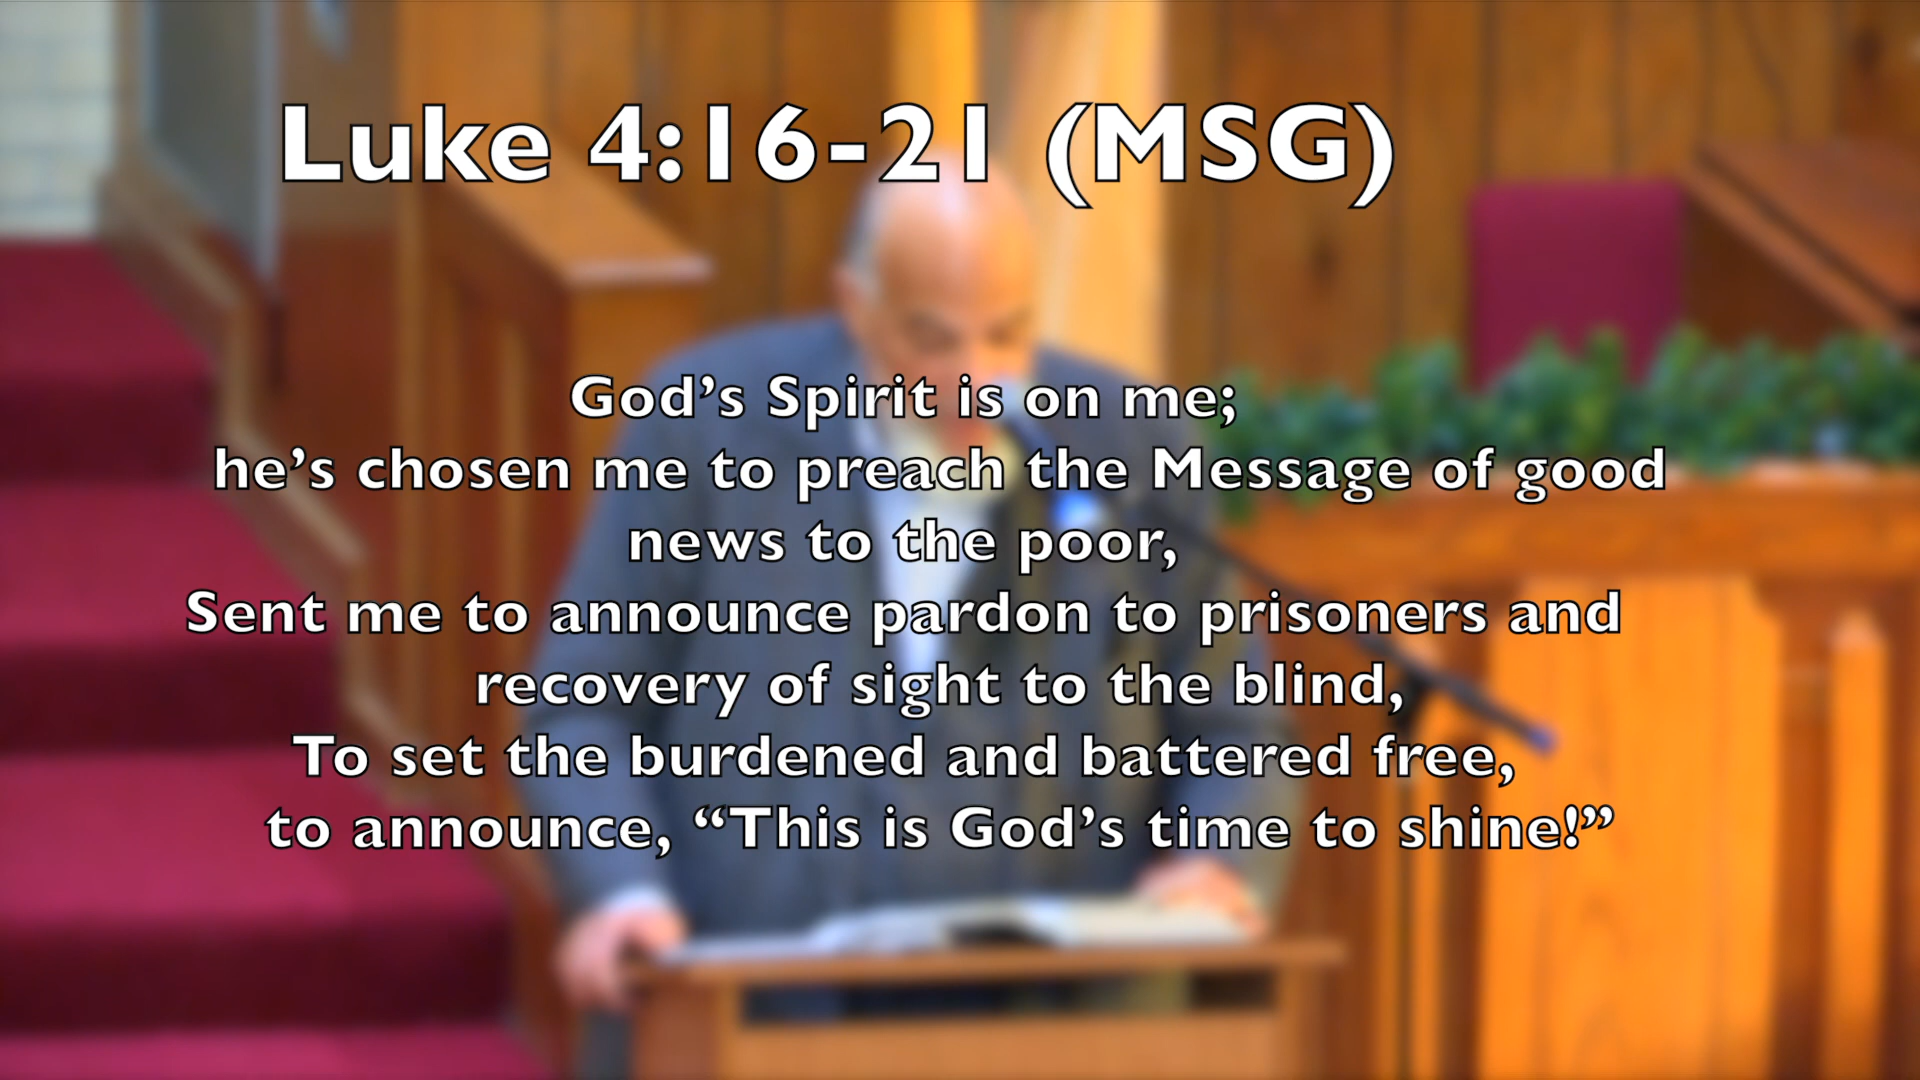 Luke 4:16-21 (MSG)
God’s Spirit is on me;
he’s chosen me to preach the Message of good
news to the poor,
Sent me to announce pardon to prisoners and
recovery of sight to the blind,
To set the burdened and battered free,
to announce, “This is God’s time to shine!”